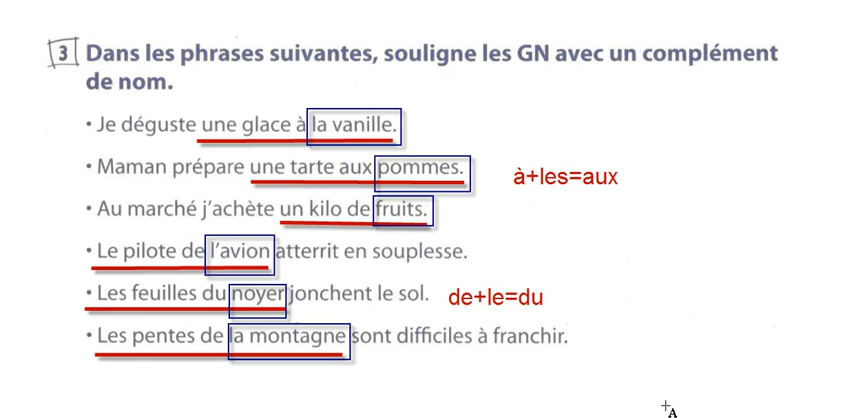 3 Dans les phrases suivantes, souligne les GN avec un complément
de nom.
• Je déguste une glace à la vanille.
• Maman prépare une tarte aux pommes. à+les=aux
• Au marché j'achète un kilo de fruits.
• Le pilote de l'avion atterrit en souplesse.
• Les feuilles du noyer jonchent le sol. de+le=du
• Les pentes de la montagne sont difficiles à franchir.
A